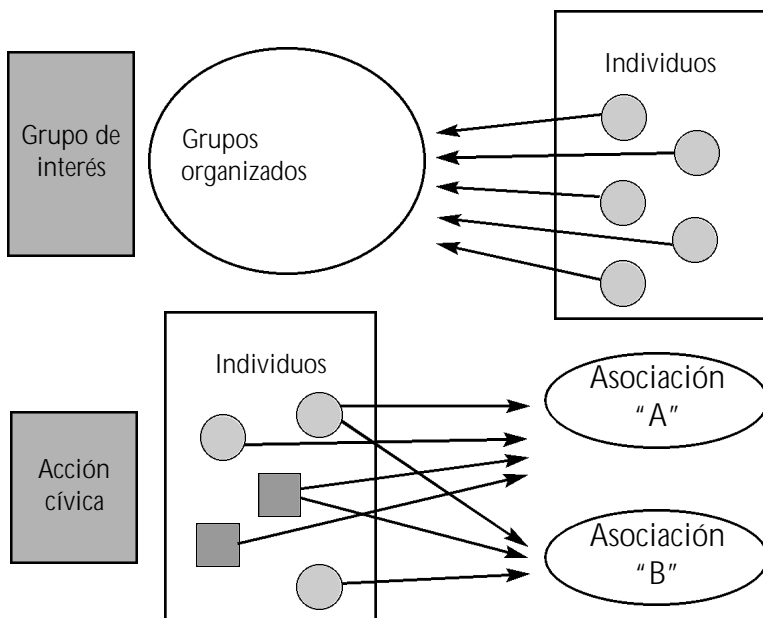 Grupo de
interés
Grupos
organizados
Individuos
Acción
cívica
Individuos
Asociación
“A”
Asociación
“B”